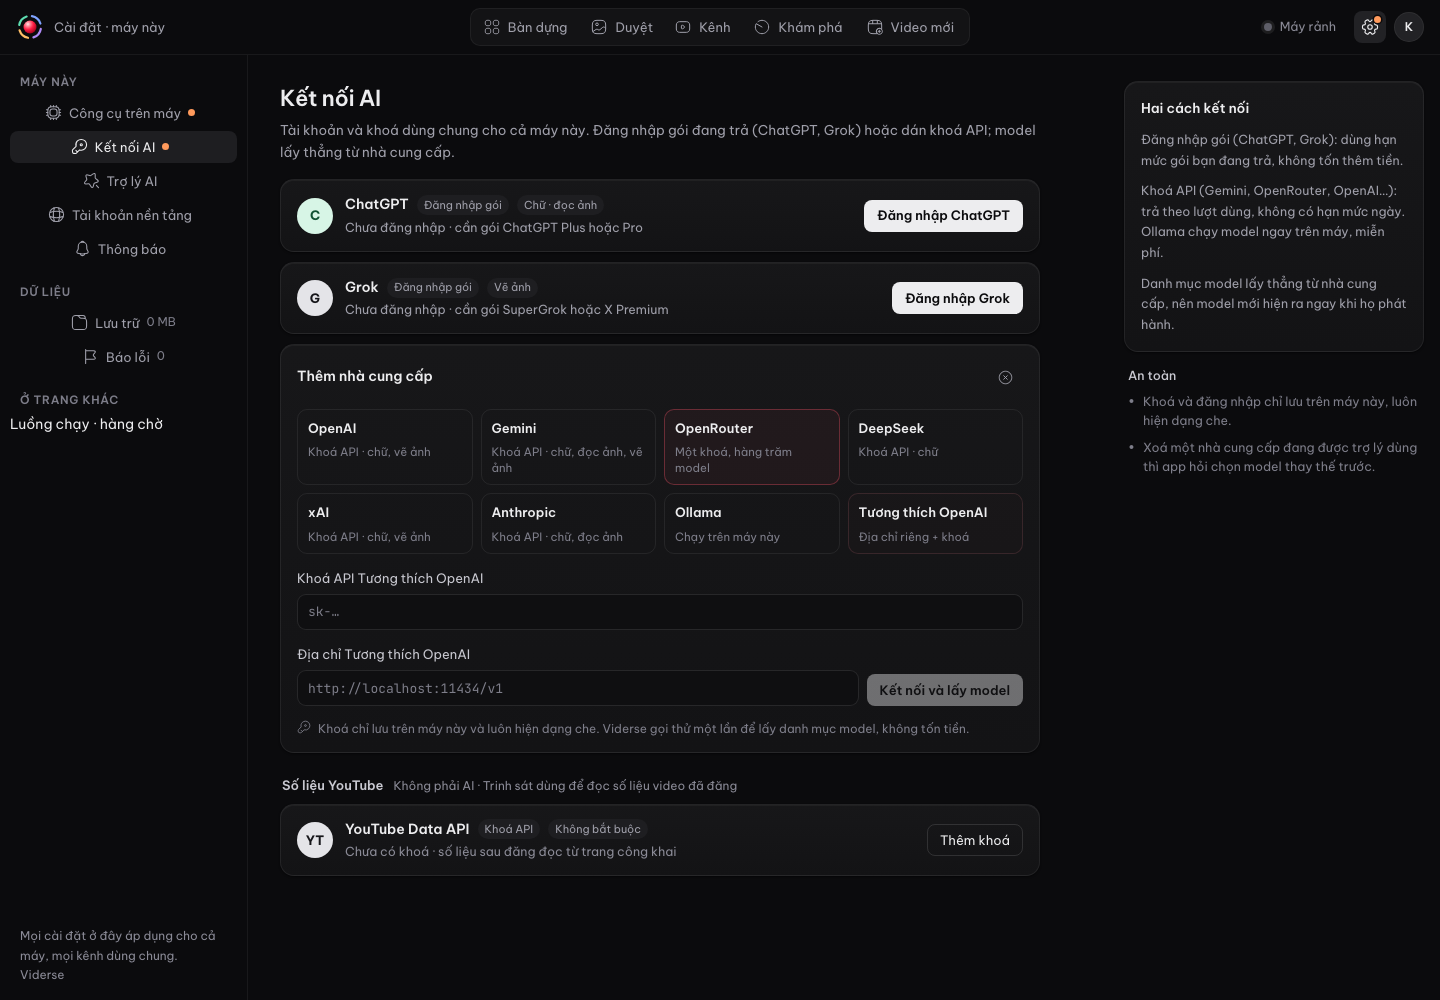 Cài đặt · máy này
Bàn dựng
Duyệt
Kênh
Khám phá
Video mới
Máy rảnh
K
MÁY NÀY
Công cụ trên máy
Kết nối AI
Trợ lý AI
Tài khoản nền tảng
Thông báo
DỮ LIỆU
Lưu trữ 0 MB
Báo lỗi 0
Ở TRANG KHÁC
Luồng chạy · hàng chờ
Mọi cài đặt ở đây áp dụng cho cả
máy, mọi kênh dùng chung.
Viderse
Kết nối AI
Tài khoản và khoá dùng chung cho cả máy này. Đăng nhập gói đang trả (ChatGPT, Grok) hoặc dán khoá API; model
lấy thẳng từ nhà cung cấp.
C
ChatGPT Đăng nhập gói Chữ · đọc ảnh
Chưa đăng nhập · cần gói ChatGPT Plus hoặc Pro
Đăng nhập ChatGPT
G
Grok Đăng nhập gói Vẽ ảnh
Chưa đăng nhập · cần gói SuperGrok hoặc X Premium
Đăng nhập Grok
Thêm nhà cung cấp
OpenAI
Khoá API · chữ, vẽ ảnh
Gemini
Khoá API · chữ, đọc ảnh, vẽ
ảnh
OpenRouter
Một khoá, hàng trăm
model
DeepSeek
Khoá API · chữ
xAI
Khoá API · chữ, vẽ ảnh
Anthropic
Khoá API · chữ, đọc ảnh
Ollama
Chạy trên máy này
Tương thích OpenAI
Địa chỉ riêng + khoá
Khoá API Tương thích OpenAI
sk-…
Địa chỉ Tương thích OpenAI
http://localhost:11434/v1
Kết nối và lấy model
Khoá chỉ lưu trên máy này và luôn hiện dạng che. Viderse gọi thử một lần để lấy danh mục model, không tốn tiền.
Số liệu YouTube Không phải AI · Trinh sát dùng để đọc số liệu video đã đăng
YT
YouTube Data API Khoá API Không bắt buộc
Chưa có khoá · số liệu sau đăng đọc từ trang công khai
Thêm khoá
Hai cách kết nối
Đăng nhập gói (ChatGPT, Grok): dùng hạn
mức gói bạn đang trả, không tốn thêm tiền.
Khoá API (Gemini, OpenRouter, OpenAI…):
trả theo lượt dùng, không có hạn mức ngày.
Ollama chạy model ngay trên máy, miễn
phí.
Danh mục model lấy thẳng từ nhà cung
cấp, nên model mới hiện ra ngay khi họ phát
hành.
An toàn
• Khoá và đăng nhập chỉ lưu trên máy này, luôn
hiện dạng che.
• Xoá một nhà cung cấp đang được trợ lý dùng
thì app hỏi chọn model thay thế trước.